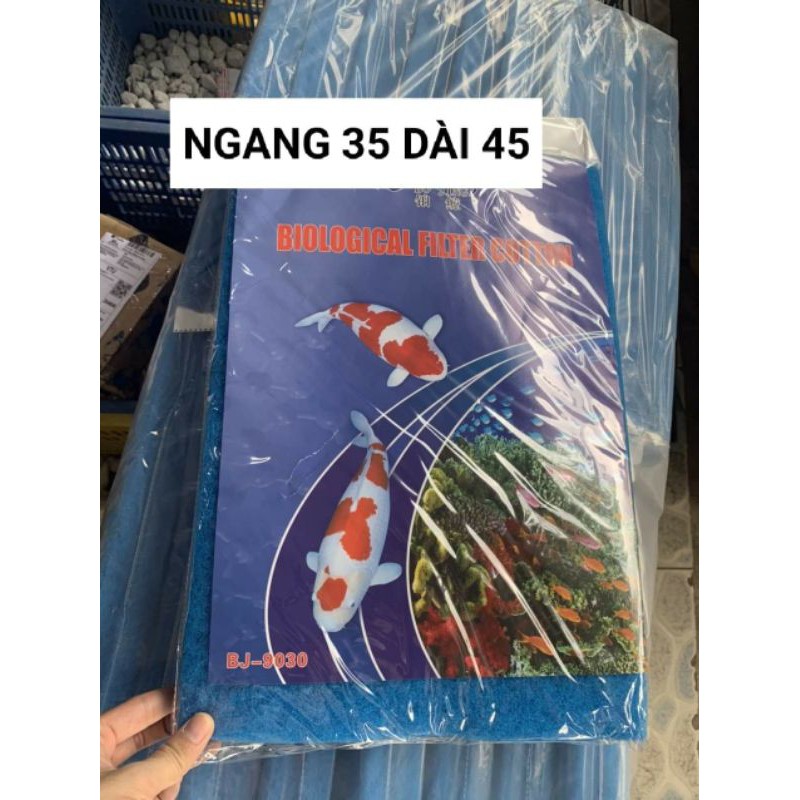 NGANG 35 DÀI 45
BIOLOGICAL FILTER COTTON
BJ-9030